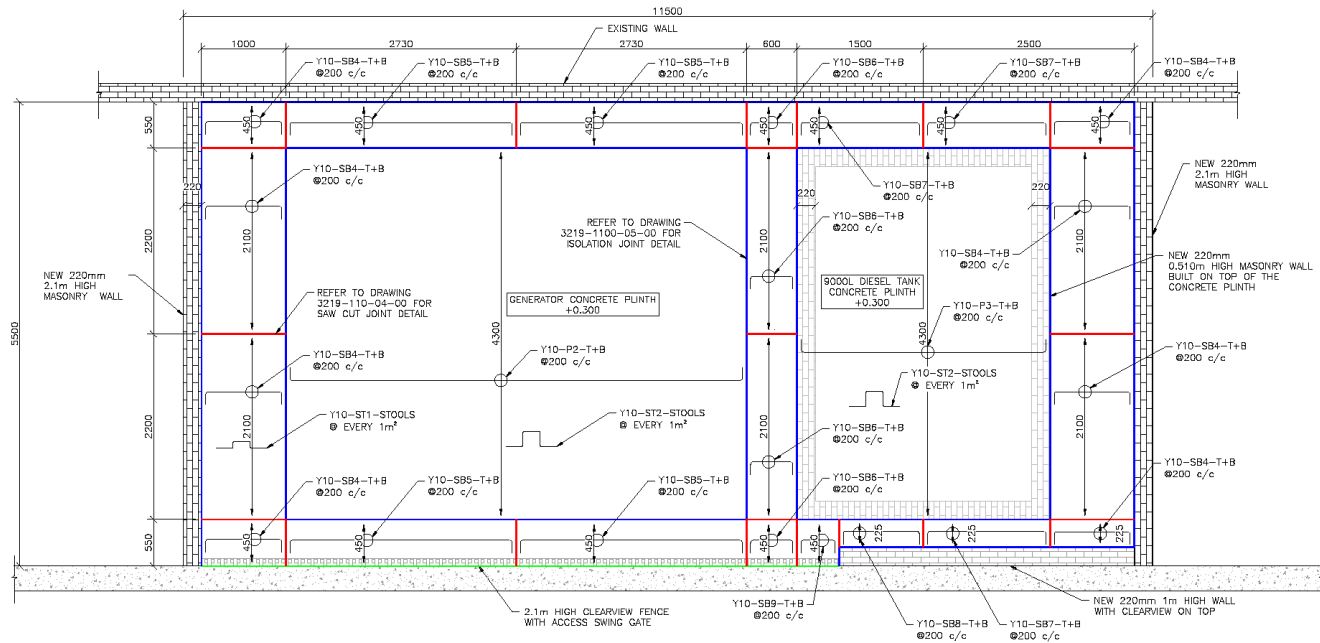 11500
EXISTING WALL
1000
2730
2730
600
1500
2500
Y10-SB4-T+B
@200 c/c
Y10-SB5-T+B
@200 c/c
Y10-SB5-T+B
@200 c/c
Y10-SB6-T+B
@200 c/c
Y10-SB7-T+B
@200 c/c
Y10-SB4-T+B
@200 c/c
550
450
450
450
450
450
450
450
Y10-SB4-T+B
@200 c/c
220
2100
2200
Y10-SB7-T+B
@200 c/c
220
220
NEW 220mm
2.1m HIGH
MASONRY WALL
REFER TO DRAWING
3219-1100-05-00 FOR
ISOLATION JOINT DETAIL
2100
Y10-SB6-T+B
@200 c/c
Y10-SB4-T+B
@200 c/c
2100
NEW 220mm
0.510m HIGH MASONRY WALL
BUILT ON TOP OF THE
CONCRETE PLINTH
NEW 220mm
2.1m HIGH
MASONRY WALL
REFER TO DRAWING
3219-110-04-00 FOR
SAW CUT JOINT DETAIL
GENERATOR CONCRETE PLINTH
+0.300
9000L DIESEL TANK
CONCRETE PLINTH
+0.300
Y10-P3-T+B
@200 c/c
5500
4300
4300
Y10-SB4-T+B
@200 c/c
Y10-P2-T+B
@200 c/c
Y10-SB4-T+B
@200 c/c
Y10-ST2-STOOLS
@ EVERY 1m²
2200
2100
Y10-ST1-STOOLS
@ EVERY 1m²
Y10-ST2-STOOLS
@ EVERY 1m²
2100
Y10-SB6-T+B
@200 c/c
2100
Y10-SB4-T+B
@200 c/c
Y10-SB5-T+B
@200 c/c
Y10-SB5-T+B
@200 c/c
Y10-SB6-T+B
@200 c/c
Y10-SB4-T+B
@200 c/c
550
450
450
450
450
450
225
225
225
2.1m HIGH CLEARVIEW FENCE
WITH ACCESS SWING GATE
Y10-SB9-T+B
@200 c/c
Y10-SB8-T+B
@200 c/c
Y10-SB7-T+B
@200 c/c
NEW 220mm 1m HIGH WALL
WITH CLEARVIEW ON TOP